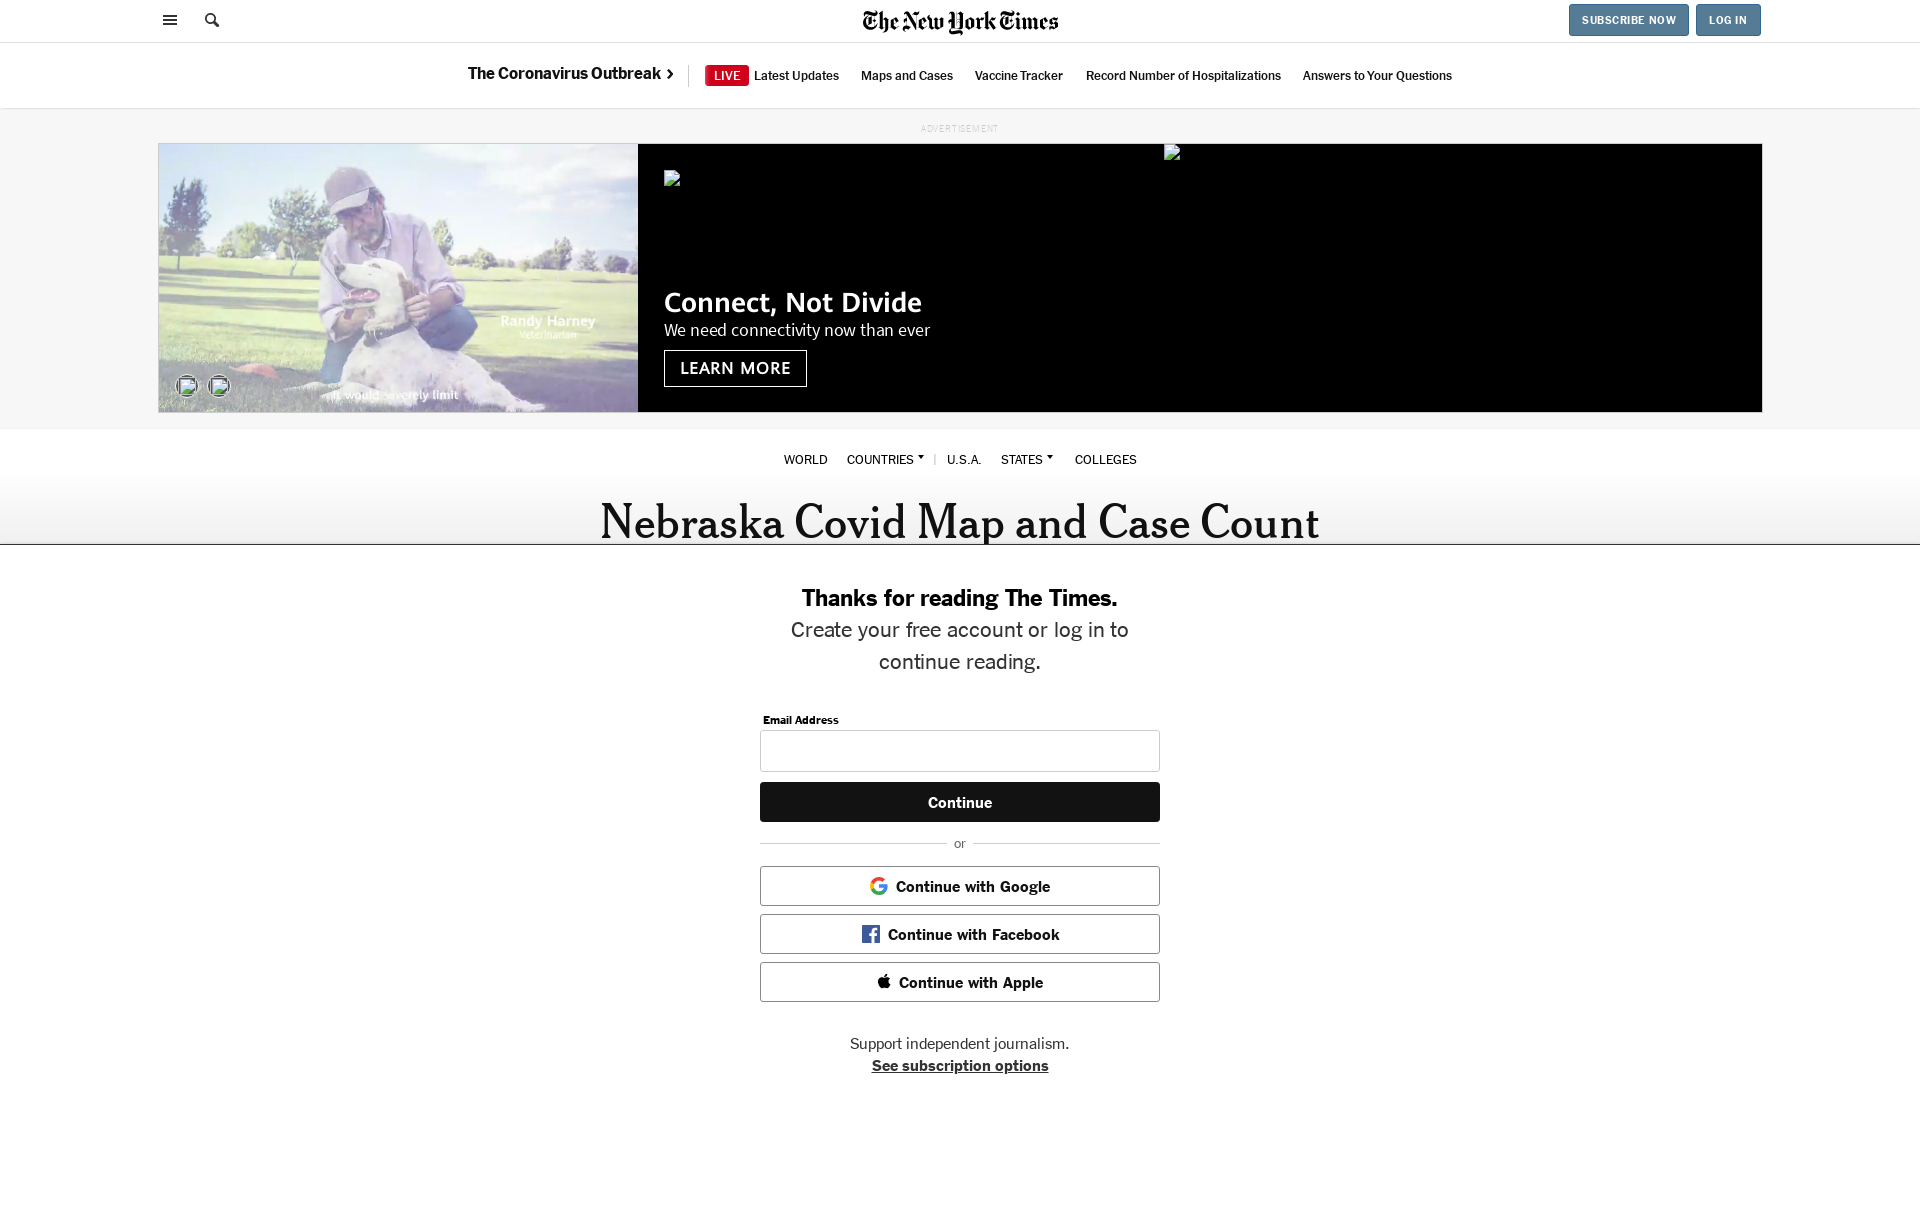 The New York Times
SUBSCRIBE NOW
LOG IN
The Coronavirus Outbreak
LIVE Latest Updates
Maps and Cases
Vaccine Tracker
Record Number of Hospitalizations
Answers to Your Questions
ADVERTISEMENT
Randy Harney
Veterinarian
It would severely limit
Connect, Not Divide
We need connectivity now than ever
LEARN MORE
WORLD COUNTRIES | U.S.A. STATES COLLEGES
Nebraska Covid Map and Case Count
Thanks for reading The Times.
Create your free account or log in to
continue reading.
Email Address
Continue
or
Continue with Google
Continue with Facebook
Continue with Apple
Support independent journalism.
See subscription options